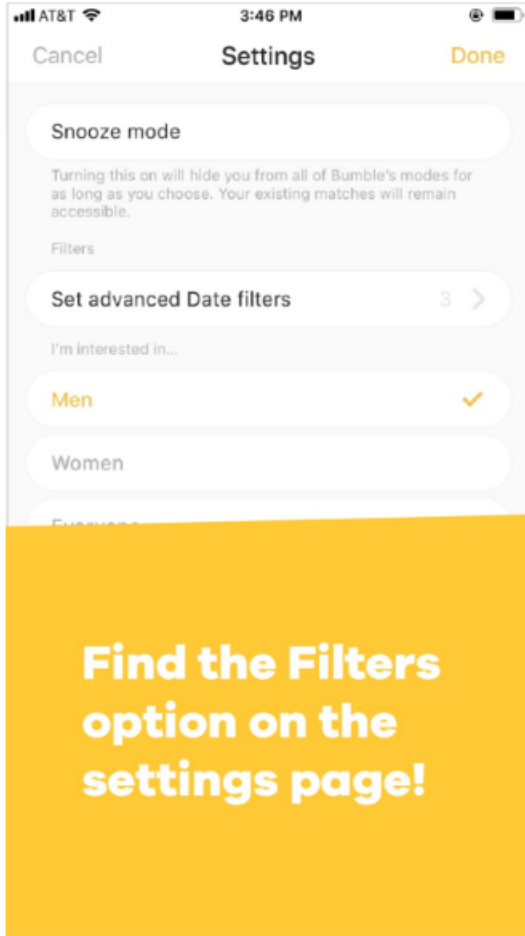 AT&T 3:46 PM
Cancel Settings Done
Snooze mode
Turning this on will hide you from all of Bumble's modes for
as long as you choose. Your existing matches will remain
accessible.
Filters
Set advanced Date filters 3
I'm interested in...
Men
Women
Everyone
Find the Filters
option on the
settings page!